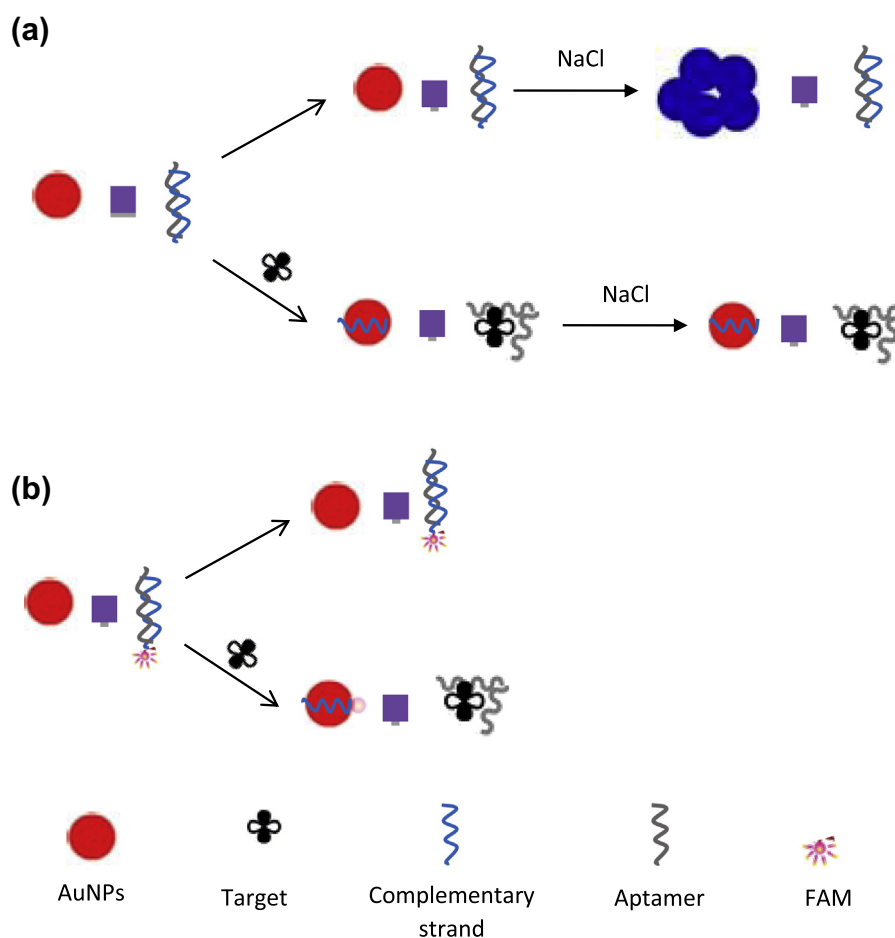 (a)
NaCl
NaCl
(b)
AuNPs
Target
Complementary
strand
Aptamer
FAM